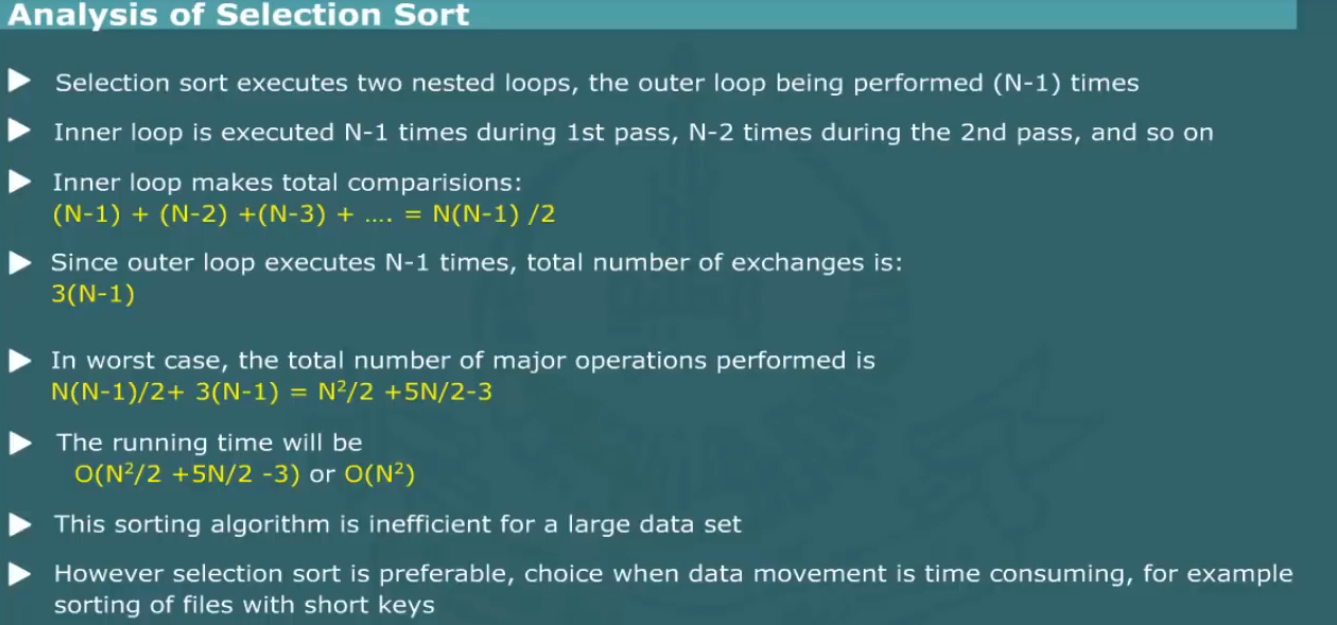 Analysis of Selection Sort
Selection sort executes two nested loops, the outer loop being performed (N-1) times
Inner loop is executed N-1 times during 1st pass, N-2 times during the 2nd pass, and so on
Inner loop makes total comparisions:
(N-1) + (N-2) +(N-3) + .... = N(N-1) /2
Since outer loop executes N-1 times, total number of exchanges is:
3(N-1)
In worst case, the total number of major operations performed is
N(N-1)/2+ 3(N-1) = N²/2 +5N/2-3
The running time will be
O(N²/2 +5N/2 -3) or O(N²)
This sorting algorithm is inefficient for a large data set
However selection sort is preferable, choice when data movement is time consuming, for example
sorting of files with short keys